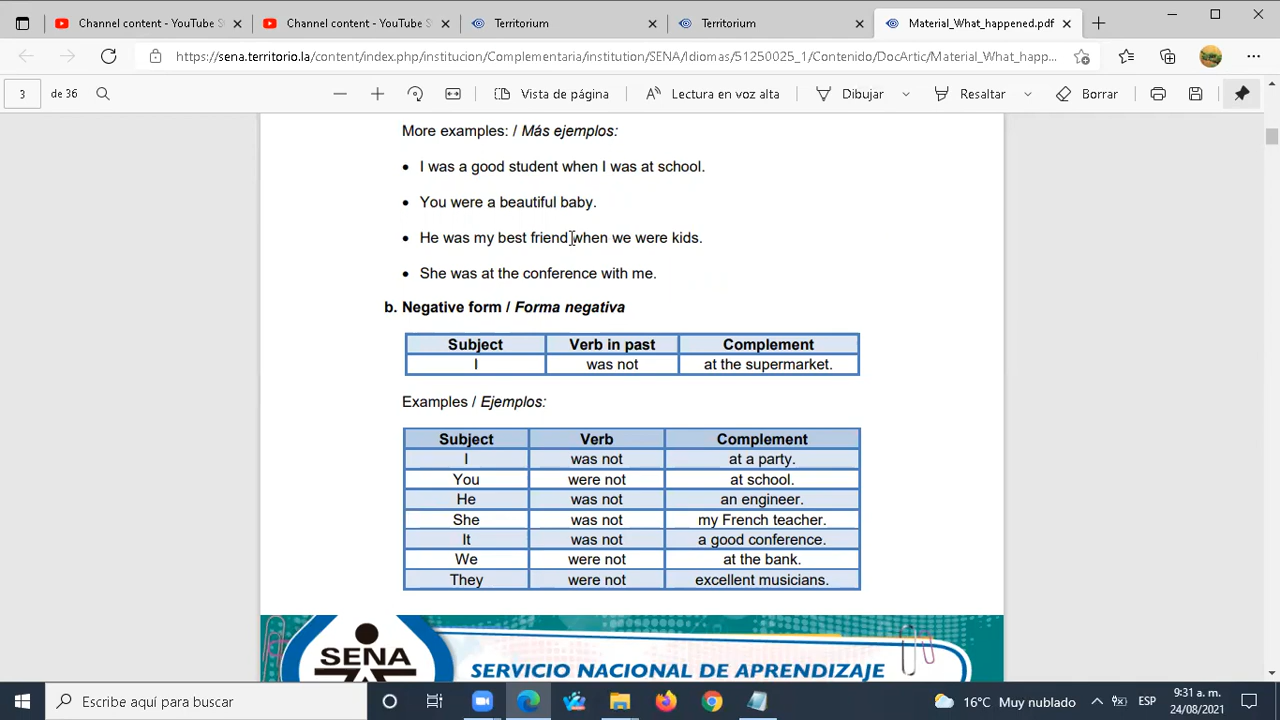 Channel content - YouTube S
Channel content - YouTube S
Territorium
Territorium
Material_What_happened.pdf
https://sena.territorio.la/content/index.php/institucion/Complementaria/institution/SENA/Idiomas/51250025_1/Contenido/DocArtic/Material_What_happ...
3 de 36 Vista de página Lectura en voz alta Dibujar Resaltar Borrar
More examples: / Más ejemplos:
• I was a good student when I was at school.
• You were a beautiful baby.
• He was my best friend when we were kids.
• She was at the conference with me.
b. Negative form / Forma negativa
Subject Verb in past Complement
I was not at the supermarket.
Examples / Ejemplos:
Subject Verb Complement
I was not at a party.
You were not at school.
He was not an engineer.
She was not my French teacher.
It was not a good conference.
We were not at the bank.
They were not excellent musicians.
SENA
SERVICIO NACIONAL DE APRENDIZAJE
Escribe aquí para buscar
16°C Muy nublado
ESP
9:31 a. m.
24/08/2021